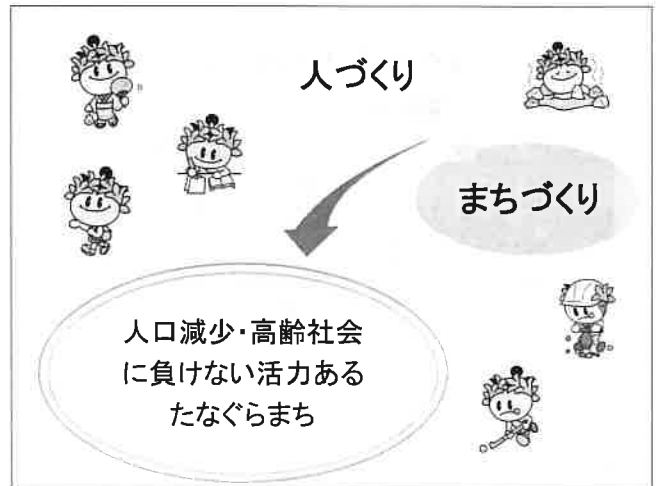 人づくり
まちづくり
人口減少・高齢社会
に負けない活力ある
たなぐらまち